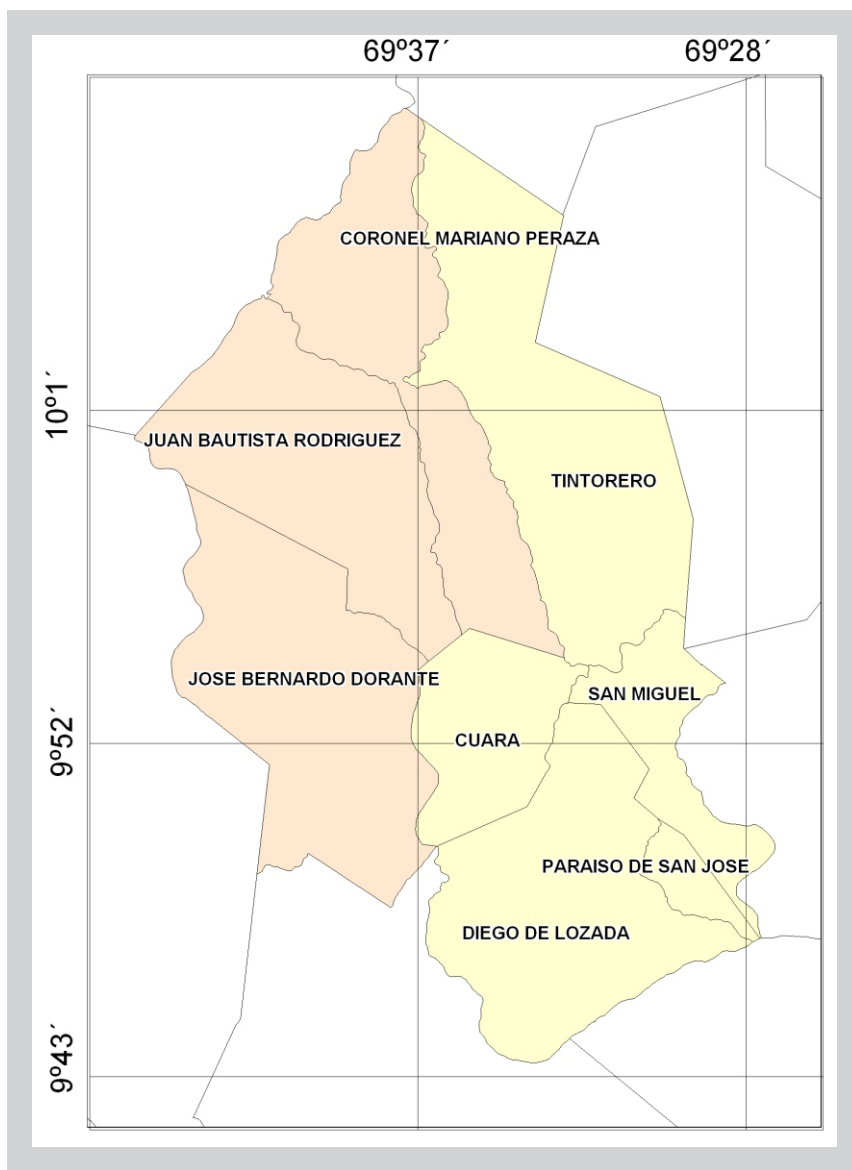 69º37´
69º28´
CORONEL MARIANO PERAZA
10º1´
JUAN BAUTISTA RODRIGUEZ
TINTORERO
JOSE BERNARDO DORANTE
SAN MIGUEL
9º52´
CUARA
PARAISO DE SAN JOSE
DIEGO DE LOZADA
9º43´